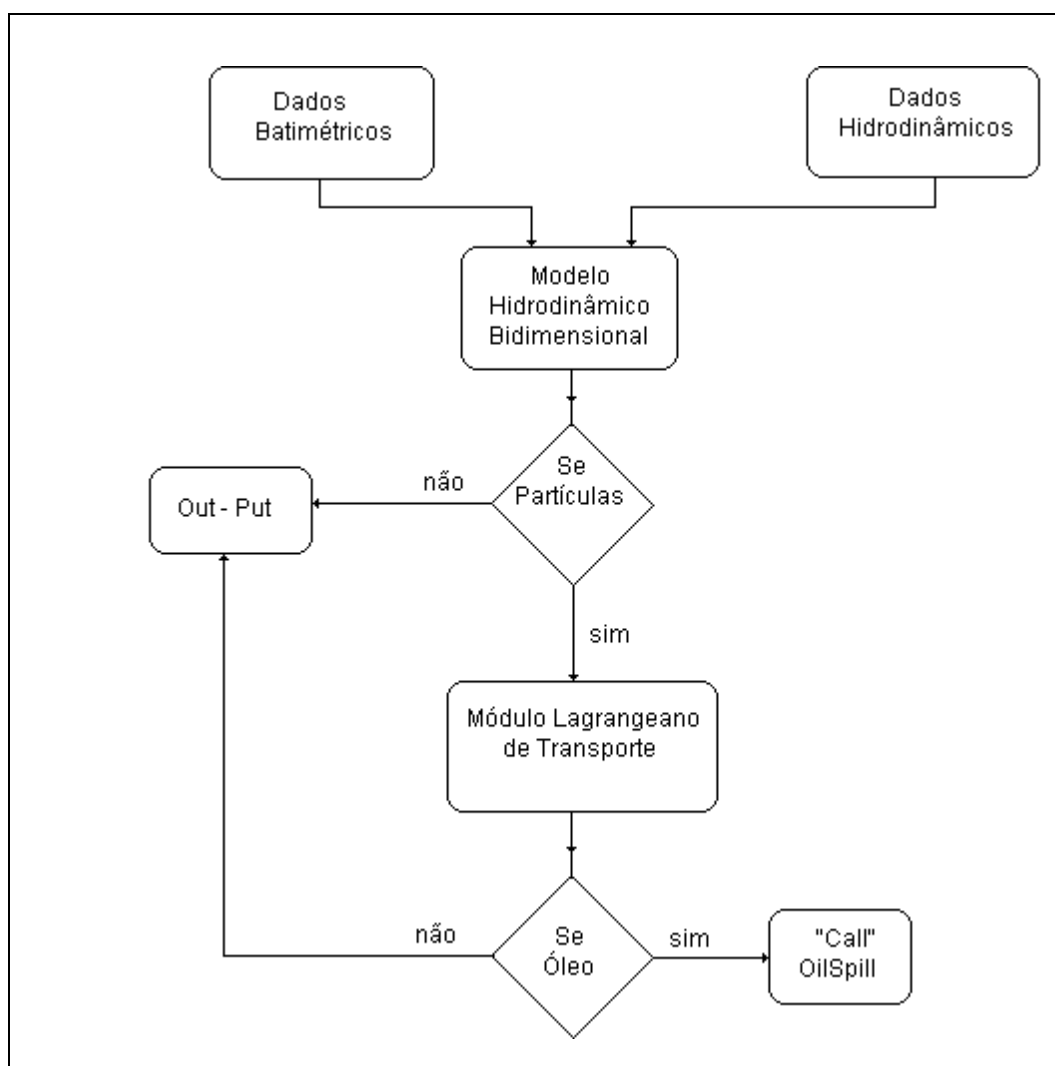 Dados
Batimétricos
Dados
Hidrodinâmicos
Modelo
Hidrodinâmico
Bidimensional
Se
Partículas
não
Out - Put
sim
Módulo Lagrangeano
de Transporte
não
Se
Óleo
sim
"Call"
OilSpill